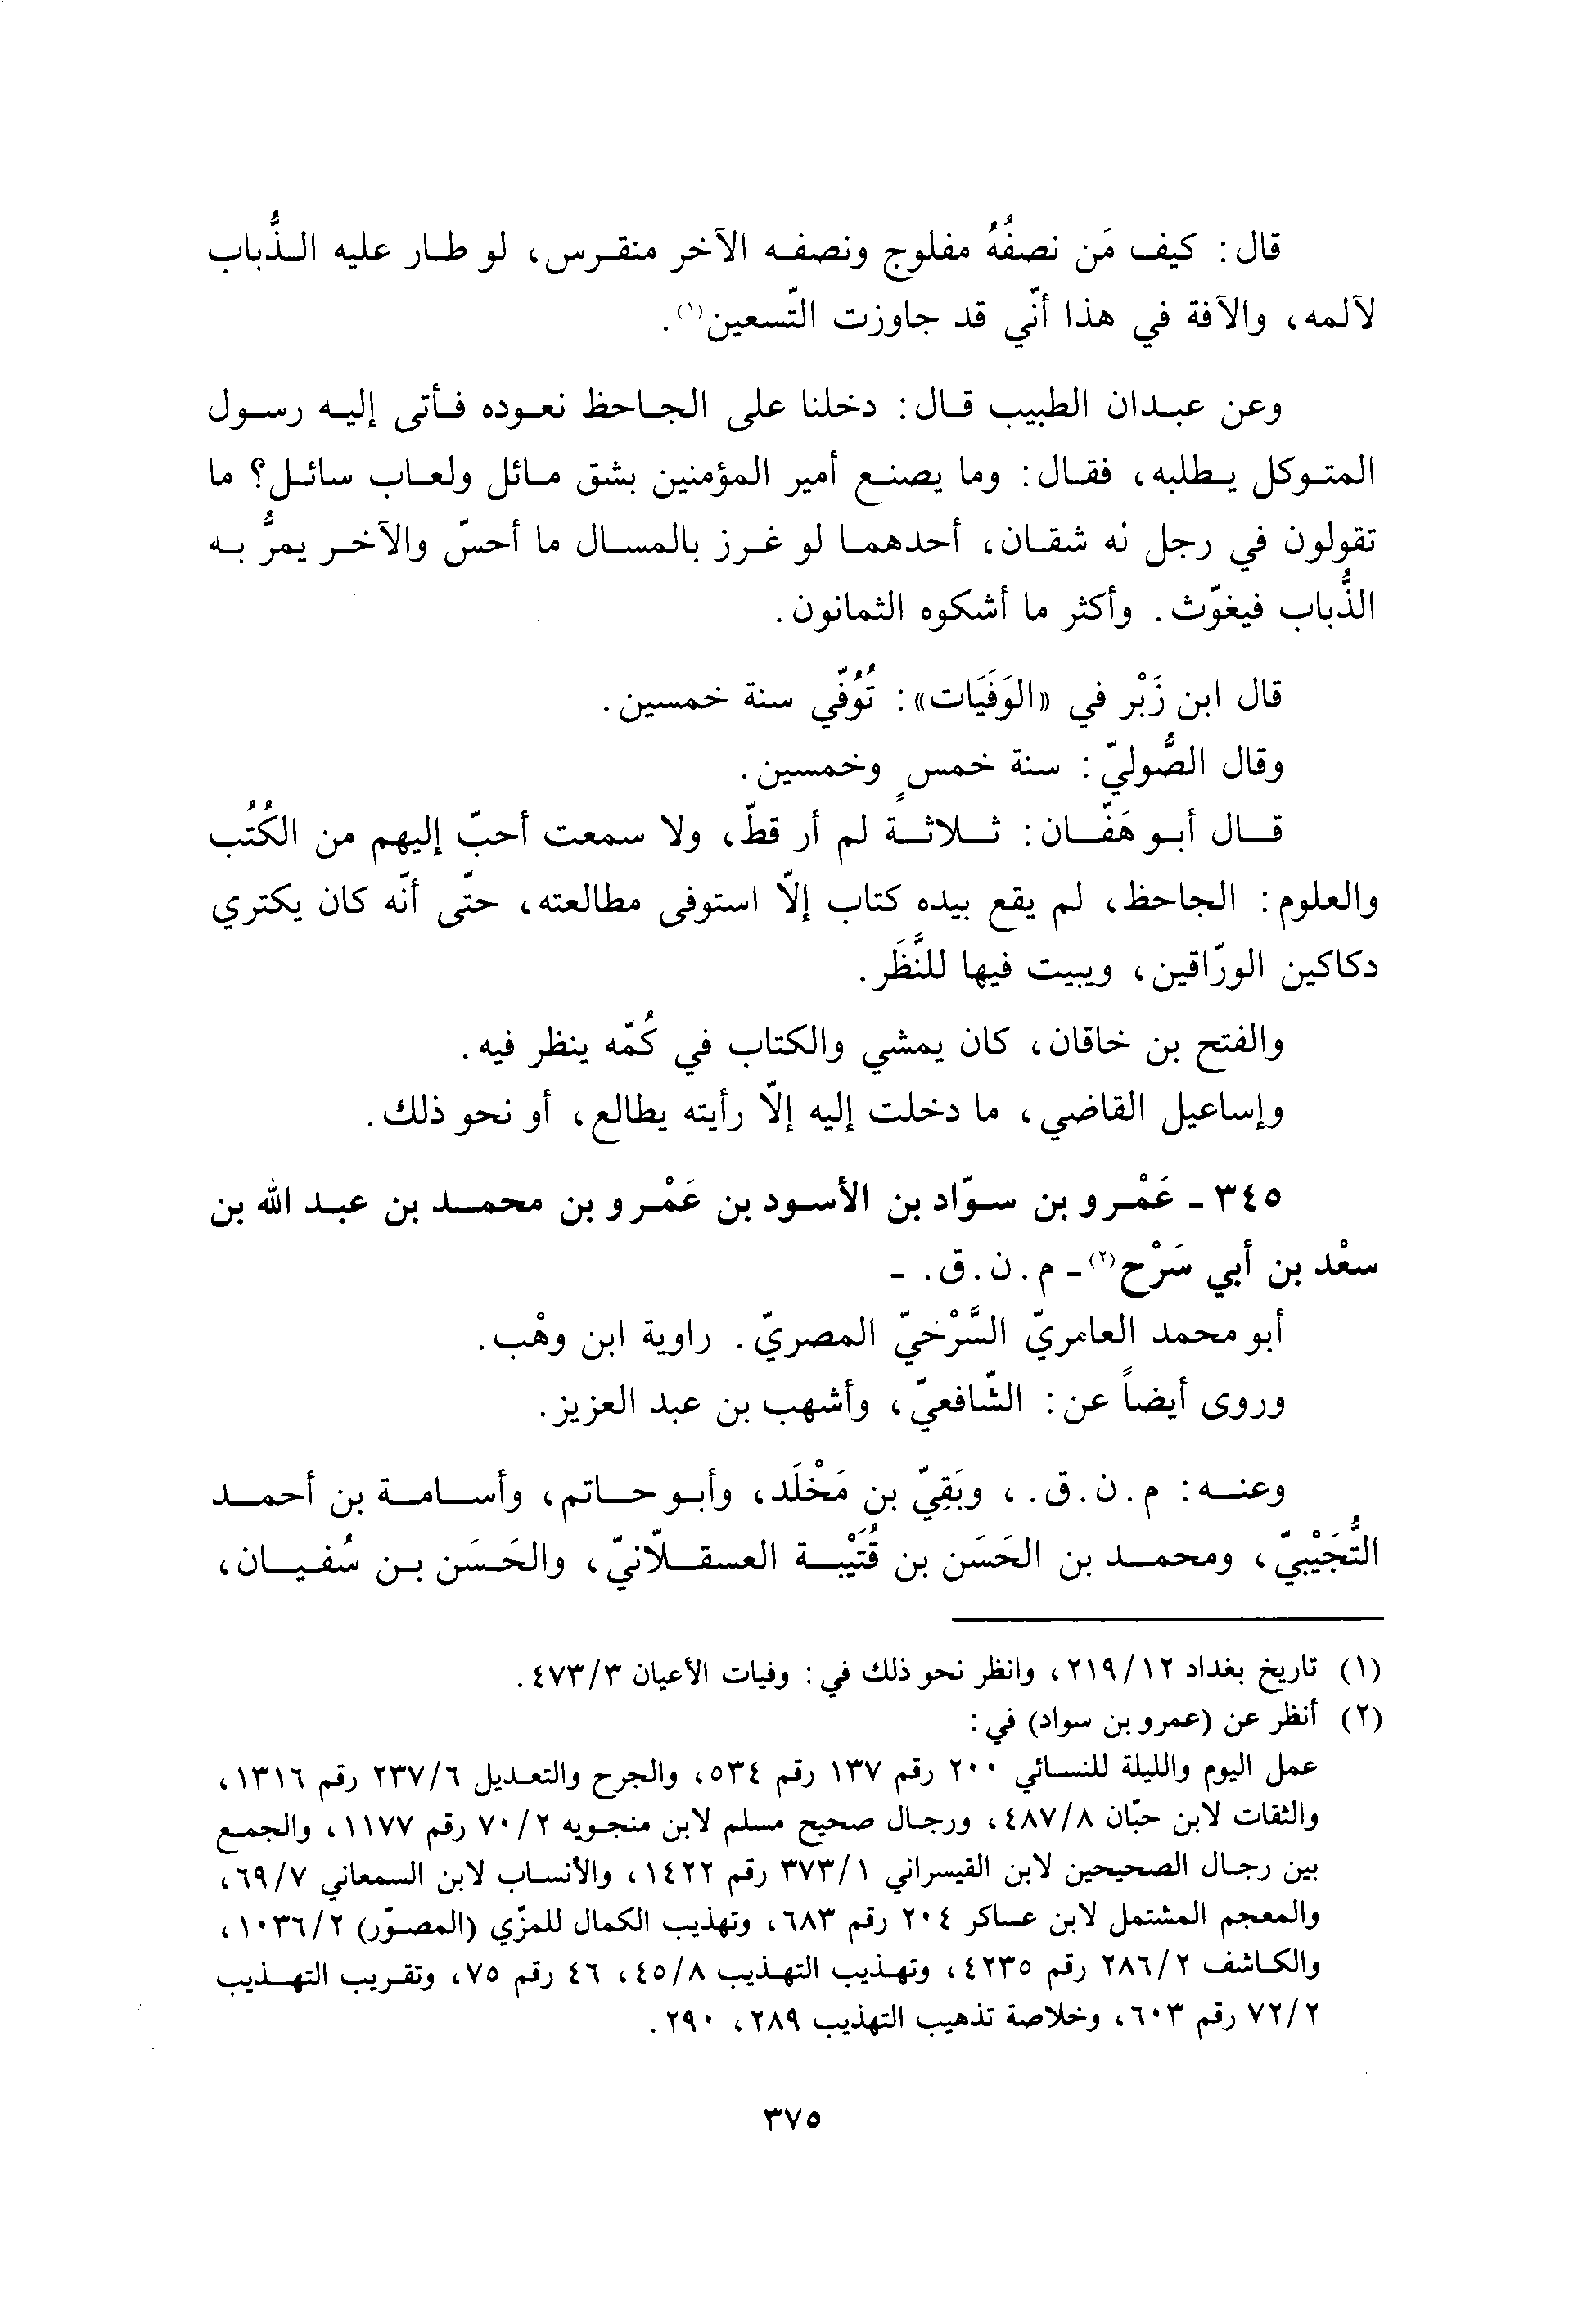 قال: كيف مَن نصفُهُ مفلوج ونصفه الآخر منقرس، لو طار عليه الذُّباب
لآلمه، والآفة في هذا أنّي قد جاوزت التّسعين(١).
وعن عبدان الطبيب قال: دخلنا على الجاحظ نعوده فأتى إليه رسول
المتوكل يطلبه، فقال: وما يصنع أمير المؤمنين بشق مائل ولعاب سائل؟ ما
تقولون في رجل نه شقان، أحدهما لو غرز بالمسال ما أحسّ والآخر يمرُّ به
الذُّباب فيغوّث. وأكثر ما أشكوه الثمانون.
قال ابن زَبْر في «الوَفَيَات»: تُوُفّي سنة خمسين.
وقال الصُّوليّ: سنة خمسٍ وخمسين.
قال أبو هَفّان: ثلاثة لم أر قطّ، ولا سمعت أحبّ إليهم من الكُتُب
والعلوم: الجاحظ، لم يقع بيده كتاب إلّا استوفى مطالعته، حتّى أنّه كان يكتري
دكاكين الورّاقين، ويبيت فيها للنَّظَر.
والفتح بن خاقان، كان يمشي والكتاب في كُمّه ينظر فيه.
وإساعيل القاضي، ما دخلت إليه إلّا رأيته يطالع، أو نحو ذلك.
٣٤٥ - عَمْرو بن سوّاد بن الأسود بن عَمْرو بن محمد بن عبد الله بن
سعْد بن أبي سَرْح(٢) - م. ن. ق. -
أبو محمد العامريّ السَّرْخيّ المصريّ. راوية ابن وهْب.
وروى أيضاً عن: الشّافعيّ، وأشهب بن عبد العزيز.
وعنه: م. ن. ق.، وبَقِيّ بن مَخْلَد، وأبو حاتم، وأسامة بن أحمد
التُّجَيْبيّ، ومحمد بن الحَسَن بن قُتَيْبة العسقلّانيّ، والحَسَن بن سُفيان،
(١) تاريخ بغداد ٢١٩/١٢، وانظر نحو ذلك في: وفيات الأعيان ٤٧٣/٣.
(٢) أنظر عن (عمرو بن سواد) في:
عمل اليوم والليلة للنسائي ٢٠٠ رقم ١٣٧ رقم ٥٣٤، والجرح والتعديل ٢٣٧/٦ رقم ١٣١٦،
والثقات لابن حبّان ٤٨٧/٨، ورجال صحيح مسلم لابن منجويه ٧٠/٢ رقم ١١٧٧، والجمع
بين رجال الصحيحين لابن القيسراني ٣٧٣/١ رقم ١٤٢٢، والأنساب لابن السمعاني ٦٩/٧،
والمعجم المشتمل لابن عساكر ٢٠٤ رقم ٦٨٣، وتهذيب الكمال للمزّي (المصوّر) ١٠٣٦/٢،
والكاشف ٢٨٦/٢ رقم ٤٢٣٥، وتهذيب التهذيب ٤٥/٨، ٤٦ رقم ٧٥، وتقريب التهذيب
٧٢/٢ رقم ٦٠٣، وخلاصة تذهيب التهذيب ٢٨٩، ٢٩٠.
٣٧٥